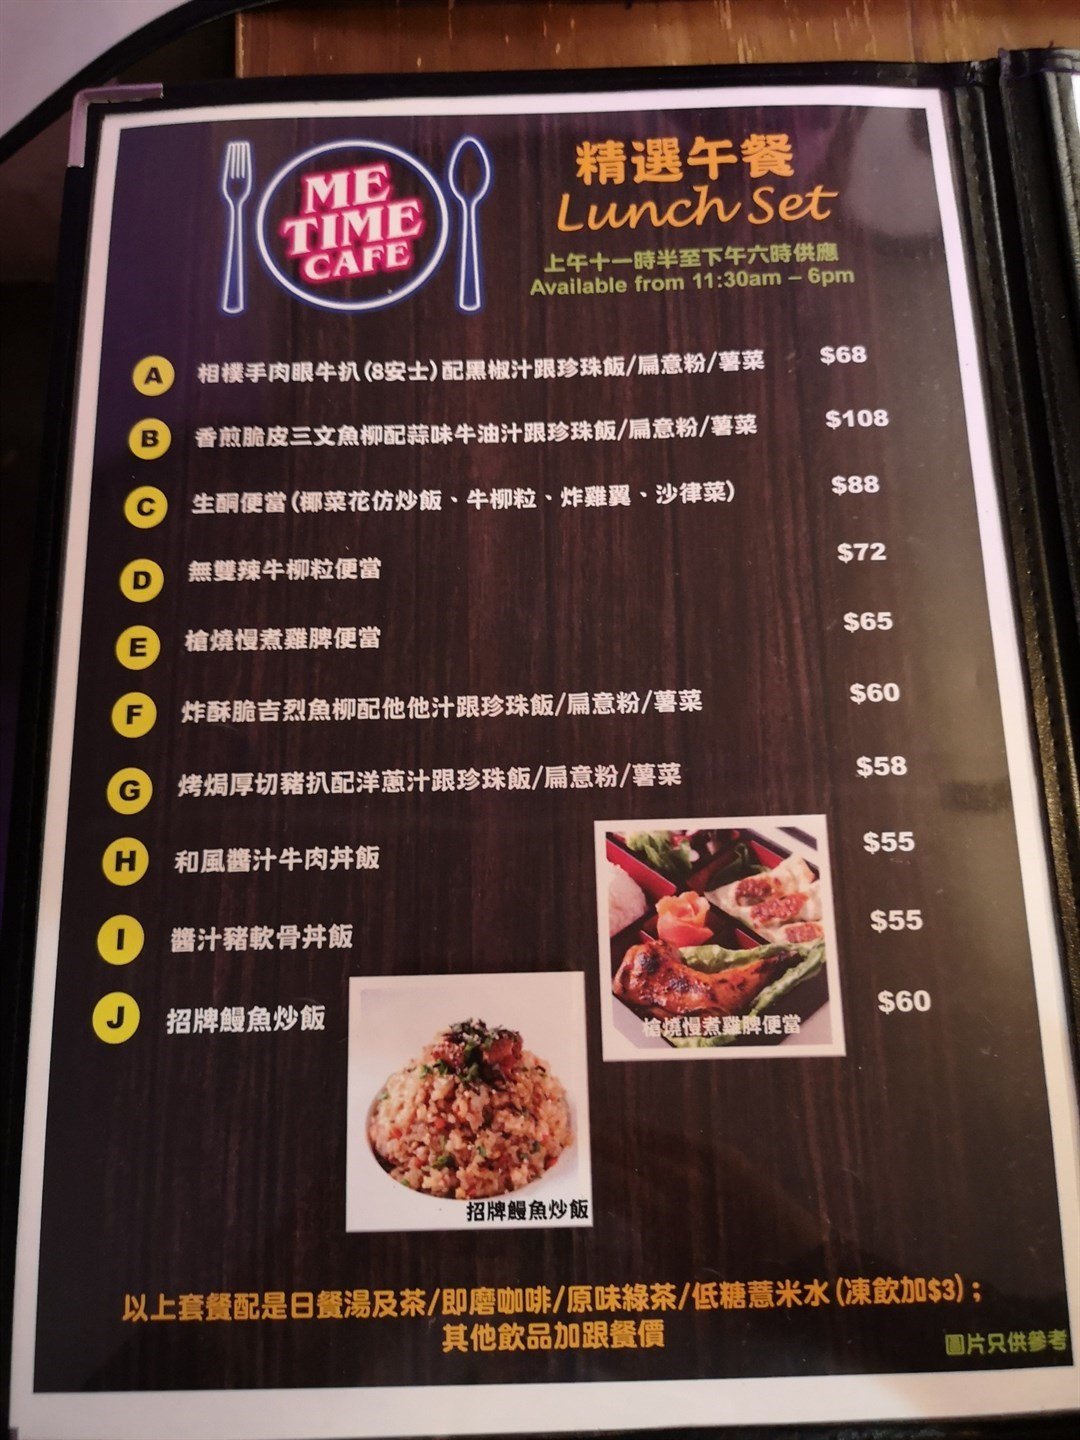 ME
TIME
CAFE
精選午餐
Lunch Set
上午十一時半至下午六時供應
Available from 11:30am – 6pm
A 相撲手肉眼牛扒(8安士)配黑椒汁跟珍珠飯/扁意粉/薯菜 $68
B 香煎脆皮三文魚柳配蒜味牛油汁跟珍珠飯/扁意粉/薯菜 $108
C 生酮便當(椰菜花仿炒飯、牛柳粒、炸雞翼、沙律菜) $88
D 無雙辣牛柳粒便當 $72
E 槍燒慢煮雞脾便當 $65
F 炸酥脆吉烈魚柳配他他汁跟珍珠飯/扁意粉/薯菜 $60
G 烤焗厚切豬扒配洋蔥汁跟珍珠飯/扁意粉/薯菜 $58
H 和風醬汁牛肉丼飯 $55
I 醬汁豬軟骨丼飯 $55
J 招牌鰻魚炒飯 $60
槍燒慢煮雞脾便當
招牌鰻魚炒飯
以上套餐配是日餐湯及茶/即磨咖啡/原味綠茶/低糖薏米水(凍飲加$3)；
其他飲品加跟餐價
圖片只供參考